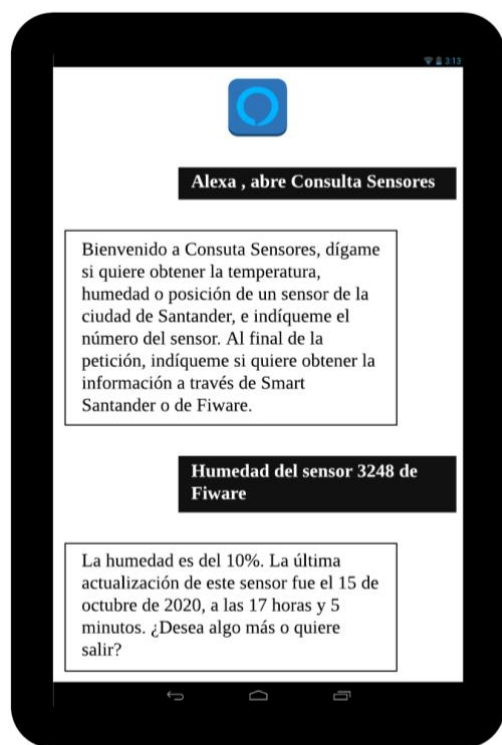 3:13
Alexa , abre Consulta Sensores
Bienvenido a Consuta Sensores, dígame
si quiere obtener la temperatura,
humedad o posición de un sensor de la
ciudad de Santander, e indíqueme el
número del sensor. Al final de la
petición, indíqueme si quiere obtener la
información a través de Smart
Santander o de Fiware.
Humedad del sensor 3248 de
Fiware
La humedad es del 10%. La última
actualización de este sensor fue el 15 de
octubre de 2020, a las 17 horas y 5
minutos. ¿Desea algo más o quiere
salir?